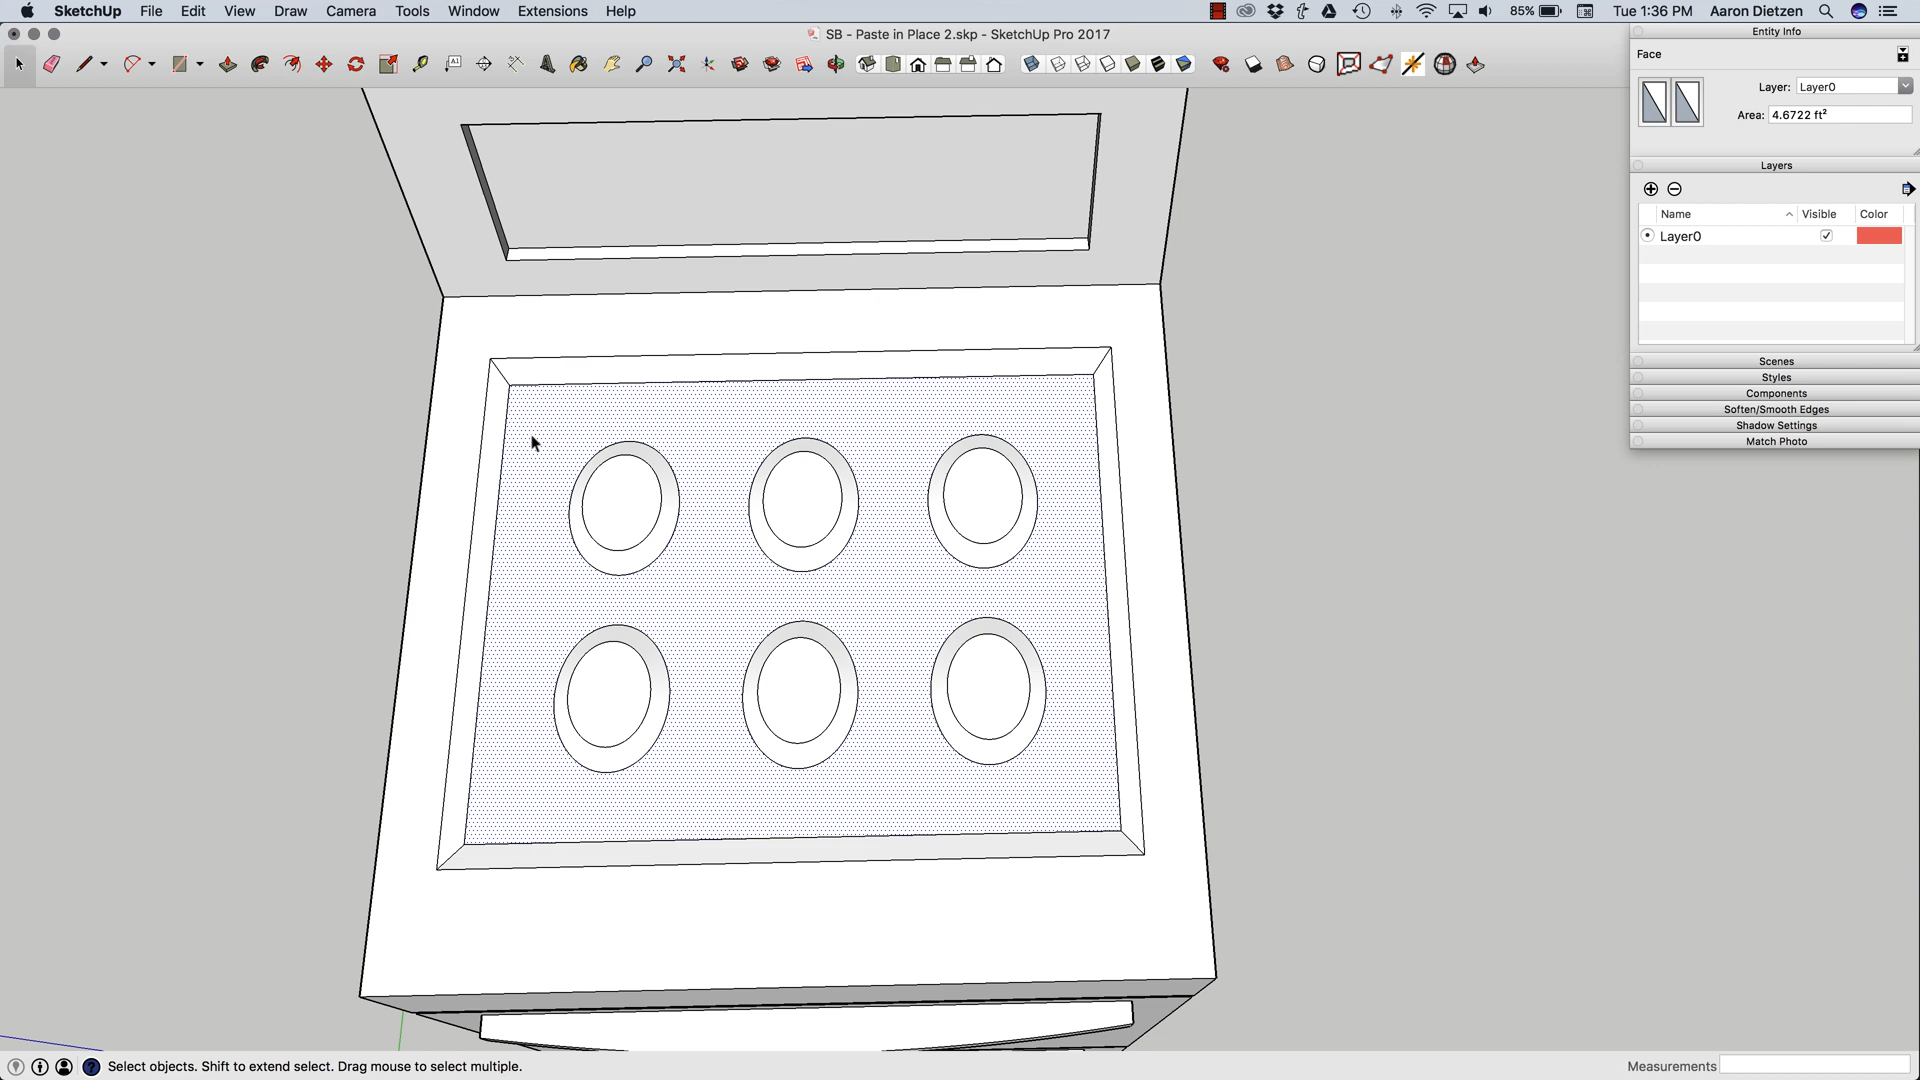 SketchUp File Edit View Draw Camera Tools Window Extensions Help 85% Tue 1:36 PM Aaron Dietzen
SB - Paste in Place 2.skp - SketchUp Pro 2017
Entity Info
Face
Layer: Layer0
Area: 4.6722 ft²
Layers
Name Visible Color
Layer0
Scenes
Styles
Components
Soften/Smooth Edges
Shadow Settings
Match Photo
Select objects. Shift to extend select. Drag mouse to select multiple.
Measurements